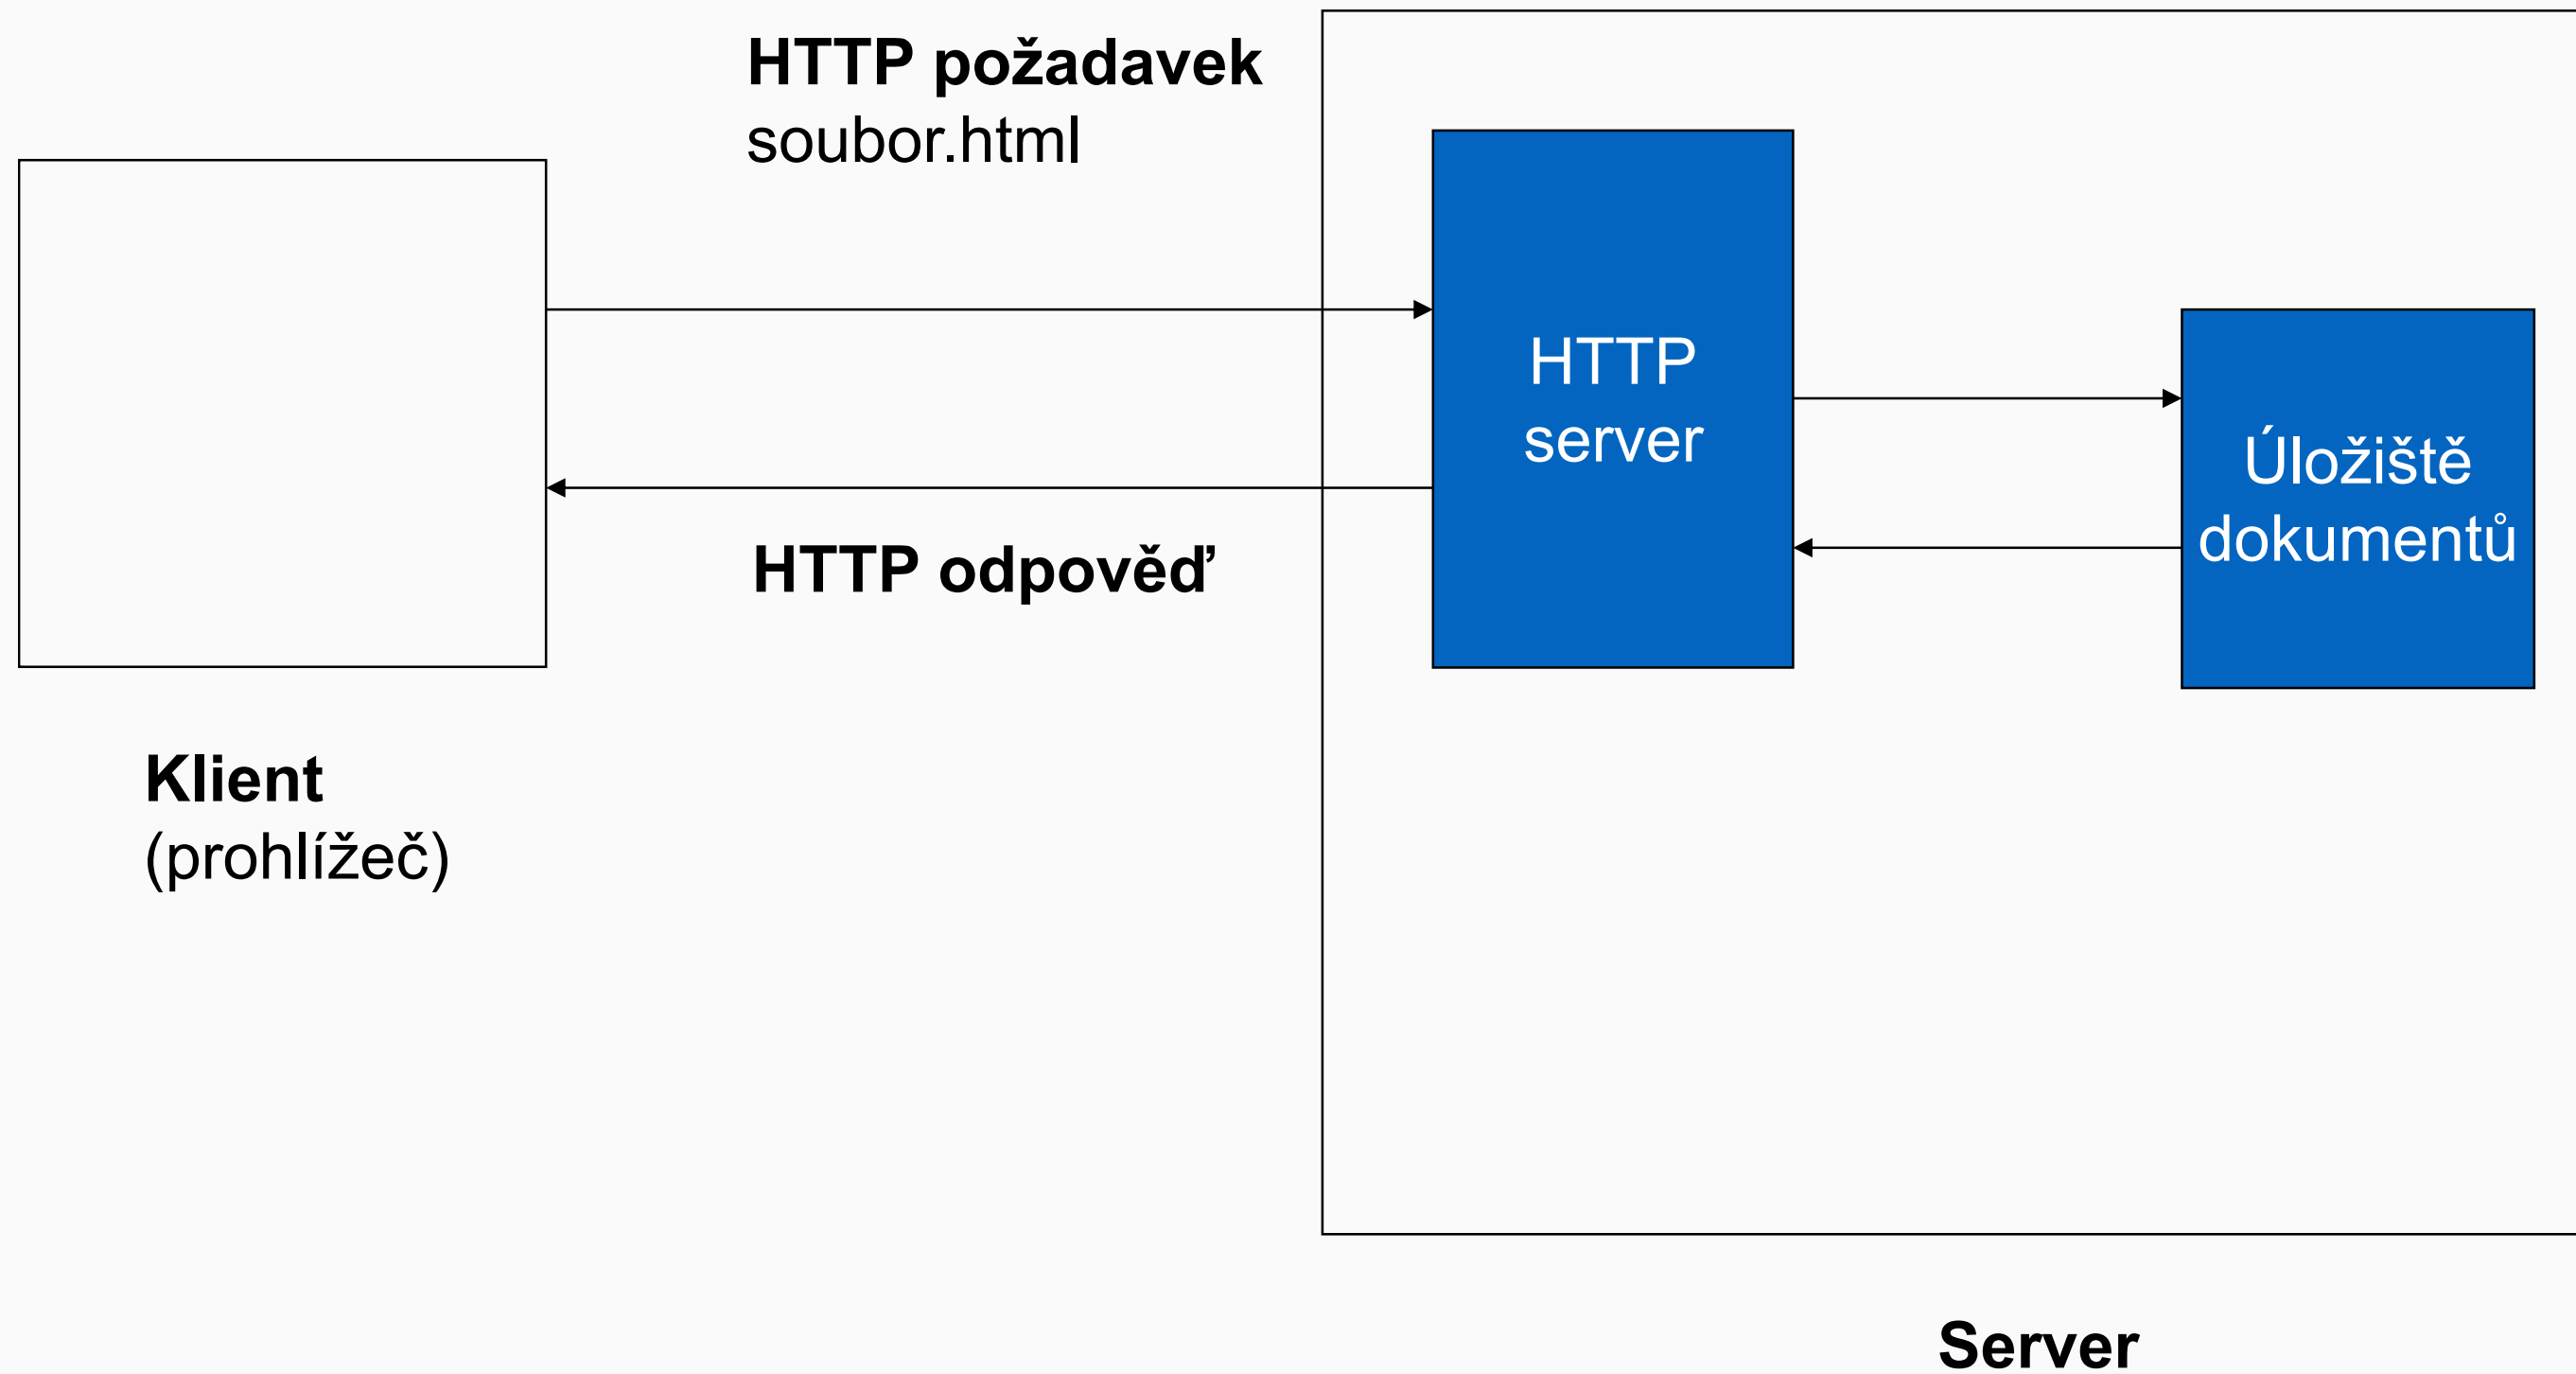 HTTP požadavek
soubor.html
HTTP
server
Úložiště
dokumentů
HTTP odpověď
Klient
(prohlížeč)
Server